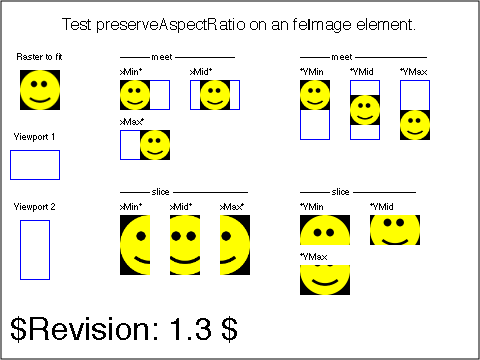 Test preserveAspectRatio on an feImage element.
Raster to fit
meet
meet
xMin*
xMid*
*YMin
*YMid
*YMax
xMax*
Viewport 1
slice
slice
Viewport 2
xMin*
xMid*
xMax*
*YMin
*YMid
*YMax
$Revision: 1.3 $